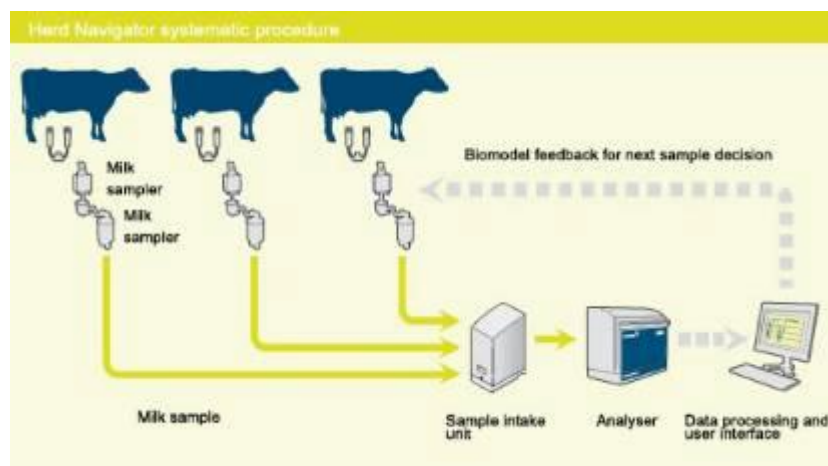 Herd Navigator systematic procedure
Biomodel feedback for next sample decision
Milk
sampler
Milk
sampler
Milk sample
Sample intake
unit
Analyser
Data processing and
user interface